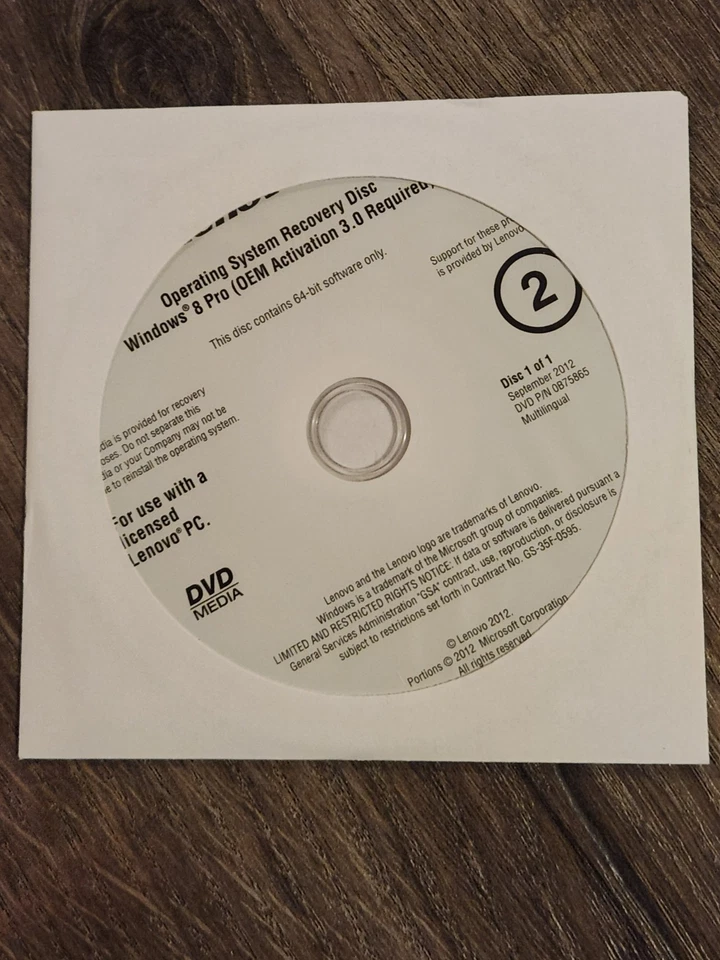 Operating System Recovery Disc
Windows® 8 Pro (OEM Activation 3.0 Required)
This disc contains 64-bit software only.
Support for these pr
is provided by Lenovo
2
Disc 1 of 1
September 2012
DVD P/N 0B75865
Multilingual
dia is provided for recovery
oses. Do not separate this
dia or your Company may not be
e to reinstall the operating system.
For use with a
licensed
Lenovo® PC.
DVD
MEDIA
Lenovo and the Lenovo logo are trademarks of Lenovo.
Windows is a trademark of the Microsoft group of companies.
LIMITED AND RESTRICTED RIGHTS NOTICE: If data or software is delivered pursuant a
General Services Administration "GSA" contract, use, reproduction, or disclosure is
subject to restrictions set forth in Contract No. GS-35F-0595.
© Lenovo 2012.
Portions © 2012 Microsoft Corporation
All rights reserved